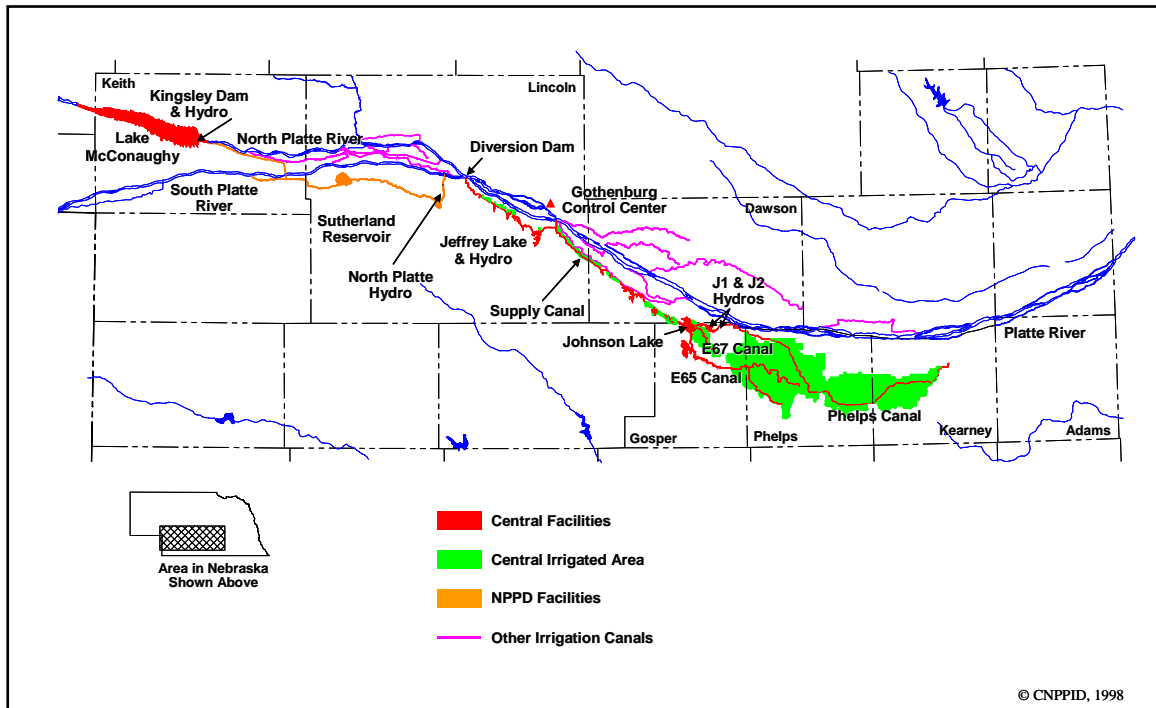 Keith
Kingsley Dam
& Hydro
Lake
McConaughy
North Platte River
Lincoln
Diversion Dam
South Platte
River
Sutherland
Reservoir
North Platte
Hydro
Jeffrey Lake
& Hydro
Gothenburg
Control Center
Dawson
Supply Canal
J1 & J2
Hydros
Johnson Lake
E67 Canal
E65 Canal
Platte River
Phelps Canal
Gosper
Phelps
Kearney
Adams
Area in Nebraska
Shown Above
Central Facilities
Central Irrigated Area
NPPD Facilities
Other Irrigation Canals
© CNPPID, 1998